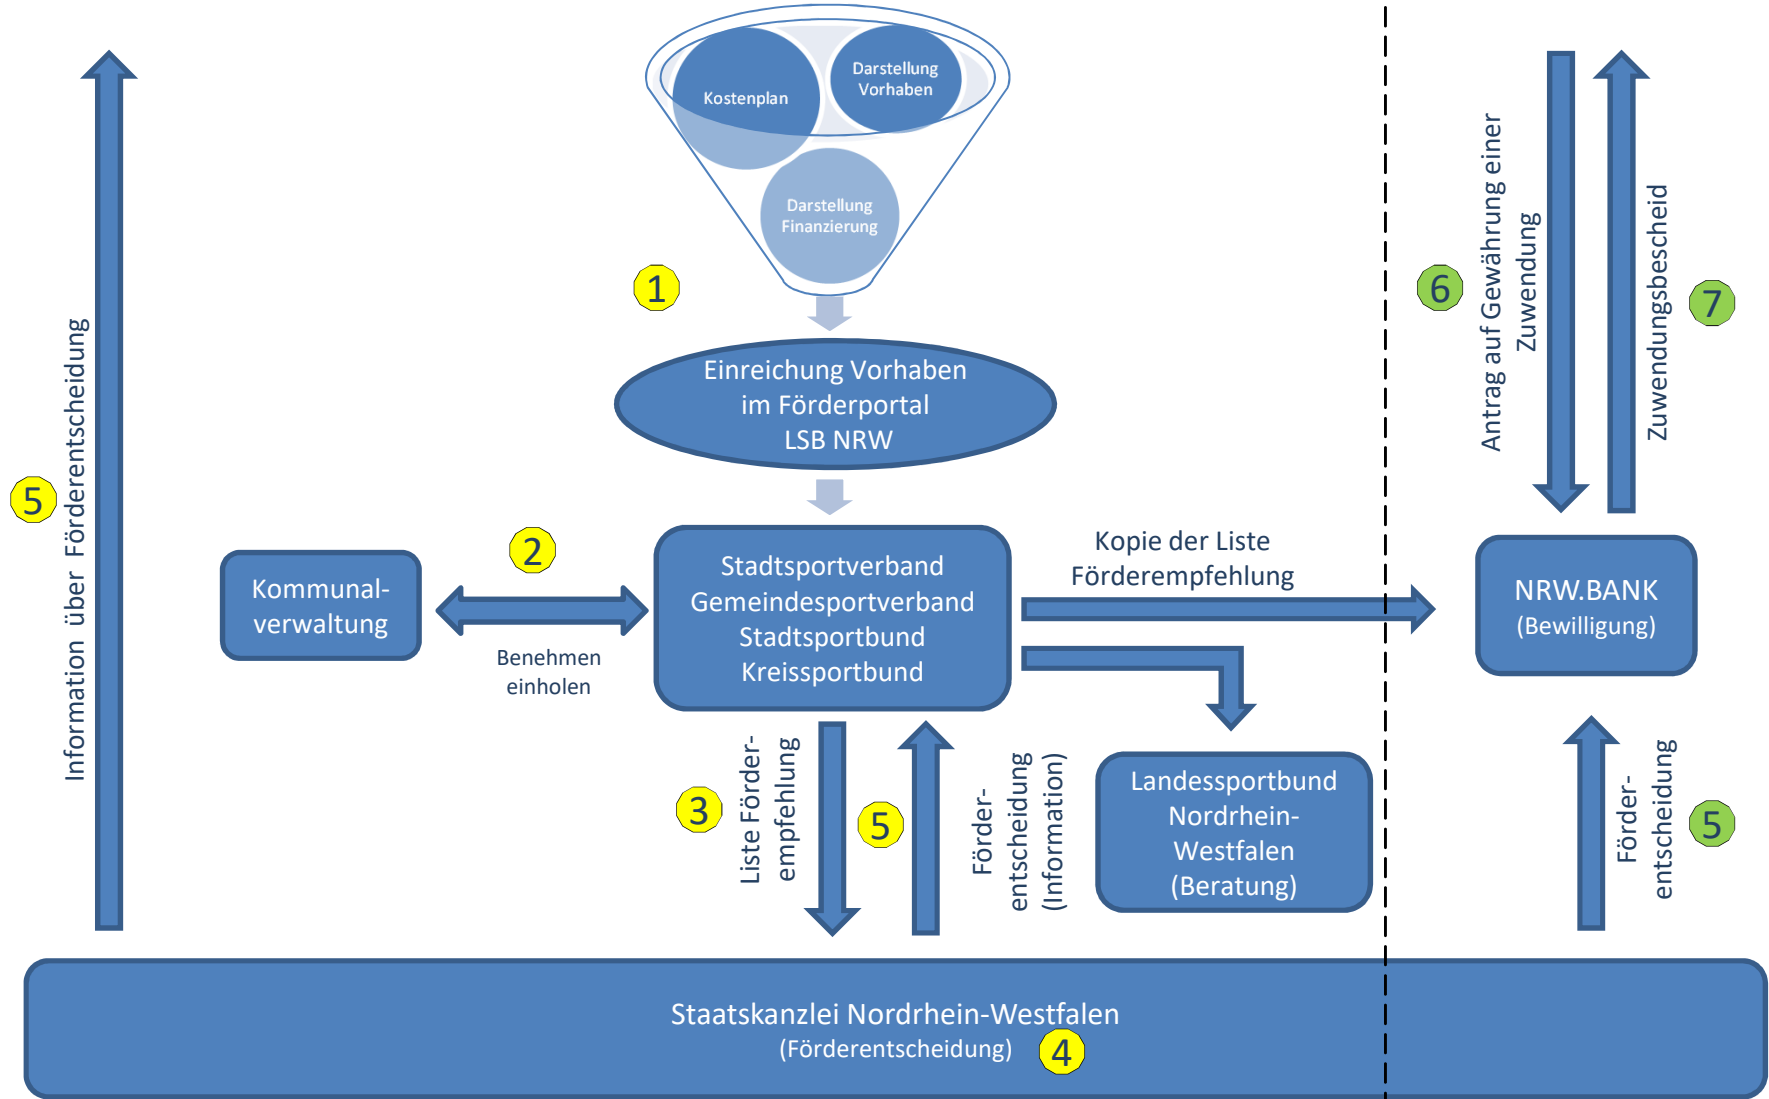 Kostenplan
Darstellung
Vorhaben
Darstellung
Finanzierung
1
Einreichung Vorhaben
im Förderportal
LSB NRW
5
Information über Förderentscheidung
2
Kommunal-
verwaltung
Benehmen
einholen
Stadtsportverband
Gemeindesportverband
Stadtsportbund
Kreissportbund
Kopie der Liste
Förderempfehlung
3
Liste Förder-
empfehlung
5
Förder-
entscheidung
(Information)
Landessportbund
Nordrhein-
Westfalen
(Beratung)
6
Antrag auf Gewährung einer
Zuwendung
Zuwendungsbescheid
7
NRW.BANK
(Bewilligung)
Förder-
entscheidung
5
Staatskanzlei Nordrhein-Westfalen
(Förderentscheidung)
4